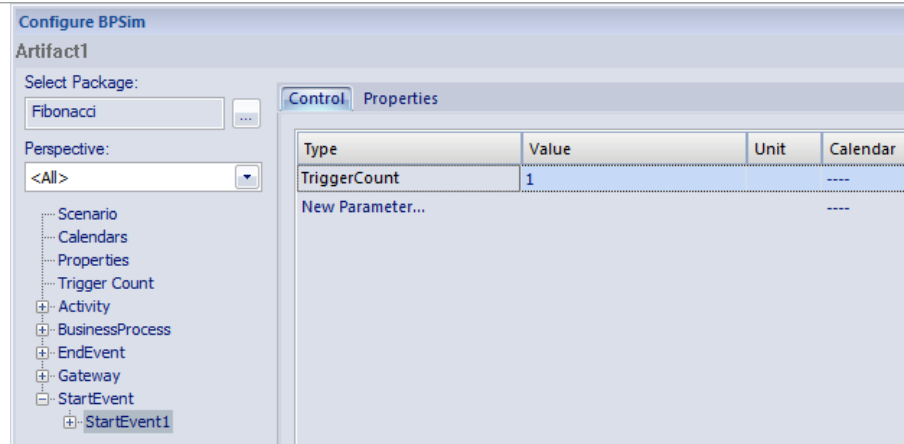 Configure BPSim
Artifact1
Select Package:
Fibonacci
...
Perspective:
<All>
Scenario
Calendars
Properties
Trigger Count
Activity
BusinessProcess
EndEvent
Gateway
StartEvent
StartEvent1
Control Properties
Type Value Unit Calendar
TriggerCount 1 ----
New Parameter... ----